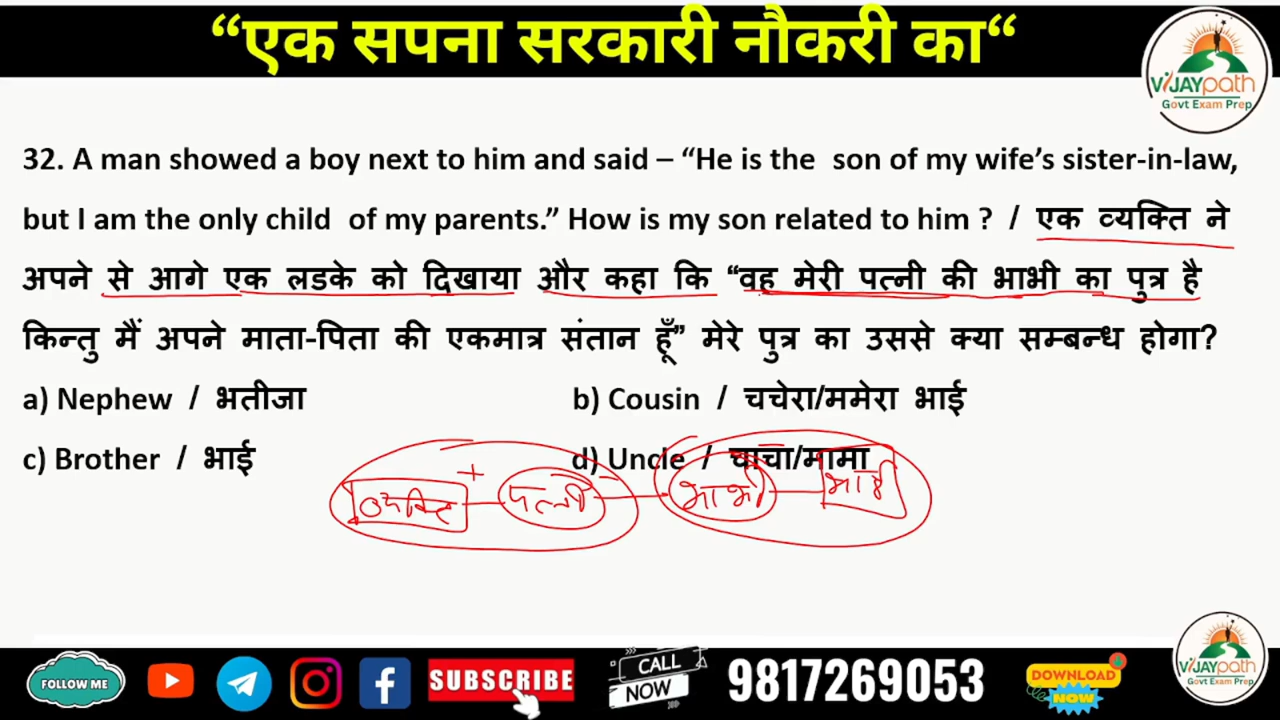 “एक सपना सरकारी नौकरी का“
ViJAYpath
Govt Exam Prep
32. A man showed a boy next to him and said – “He is the son of my wife’s sister-in-law,
but I am the only child of my parents.” How is my son related to him ? / एक व्यक्ति ने
अपने से आगे एक लडके को दिखाया और कहा कि “वह मेरी पत्नी की भाभी का पुत्र है
किन्तु मैं अपने माता-पिता की एकमात्र संतान हूँ” मेरे पुत्र का उससे क्या सम्बन्ध होगा?
a) Nephew / भतीजा
b) Cousin / चचेरा/ममेरा भाई
c) Brother / भाई
d) Uncle / चाचा/मामा
व्यक्ति + पत्नी – भाभी – भाई
ViJAYpath
Govt Exam Prep
FOLLOW ME
SUBSCRIBE
CALL
NOW
9817269053
DOWNLOAD
NOW